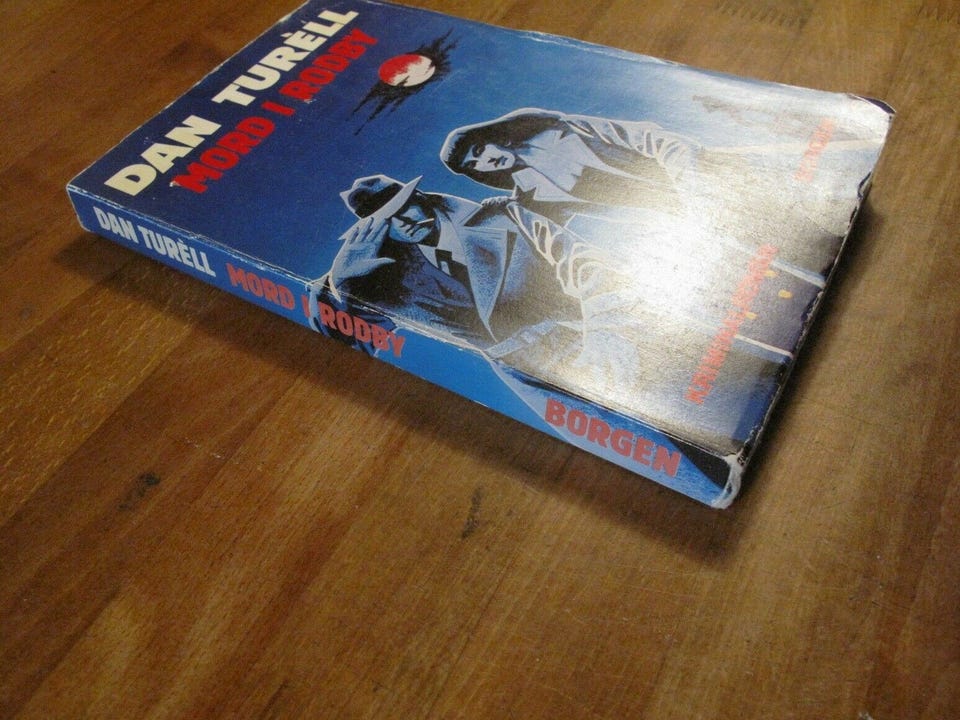 DAN TURÈLL
MORD I RODBY
DAN TURÈLL MORD I RODBY BORGEN